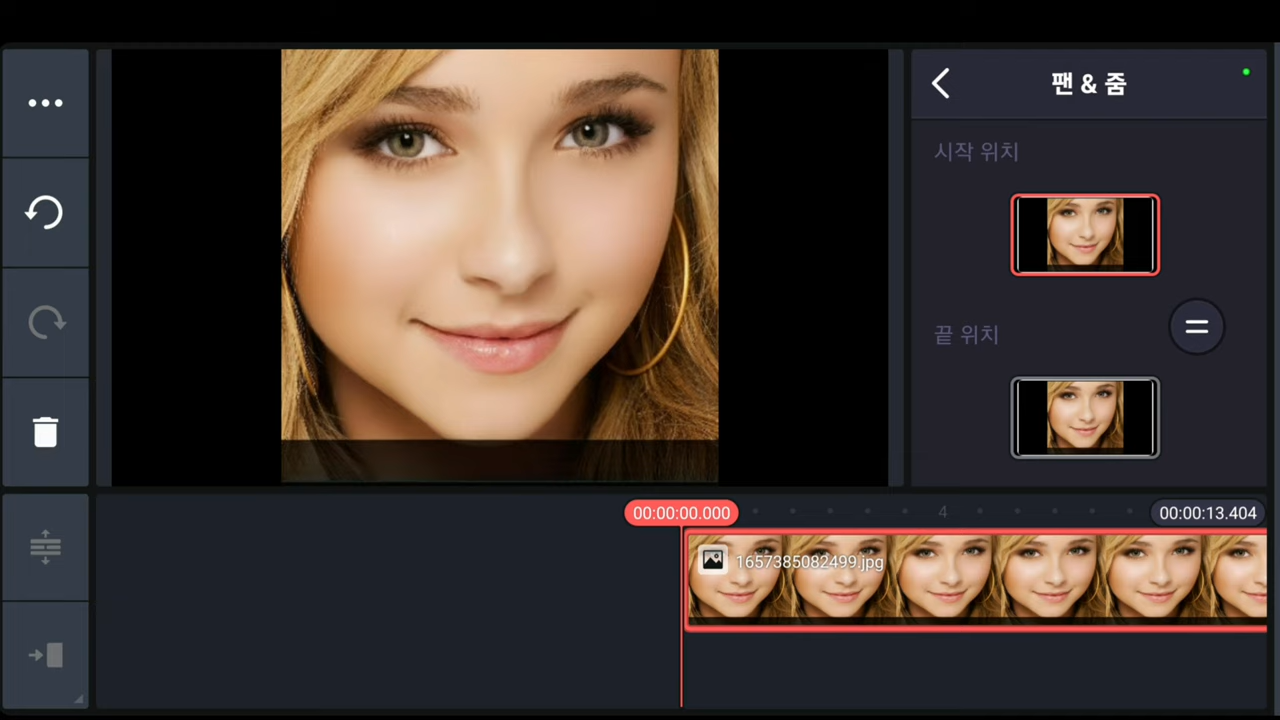 팬 & 줌
시작 위치
끝 위치
00:00:00.000
4
00:00:13.404
1657385082499.jpg